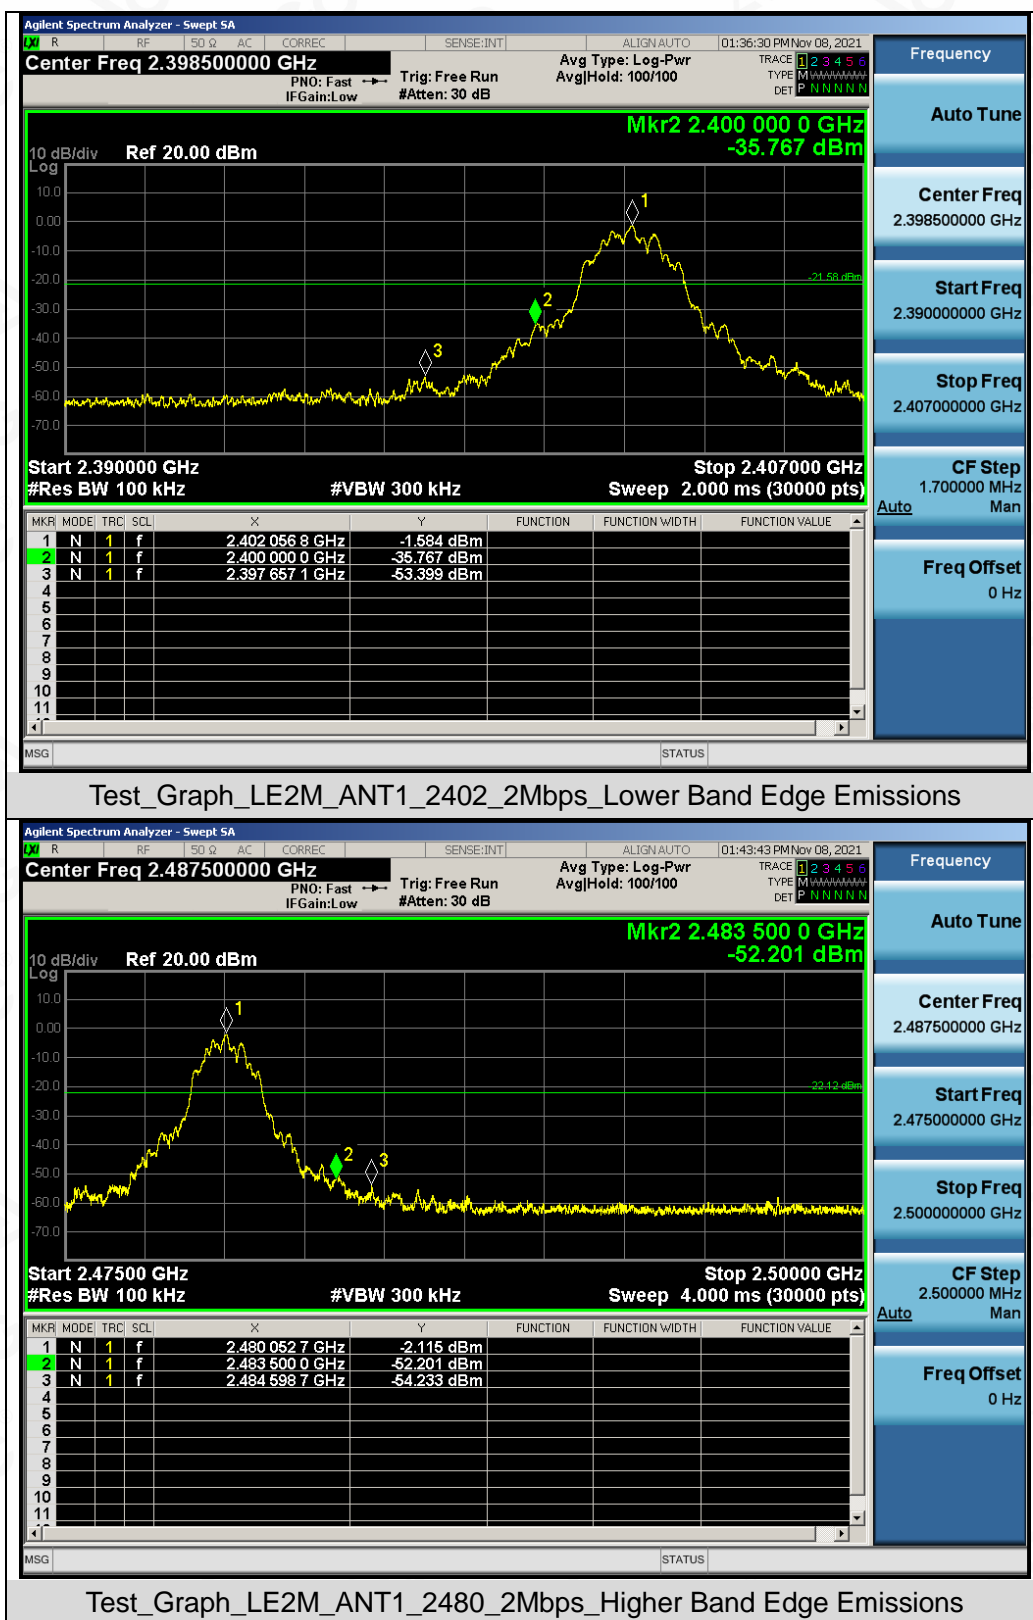 Agilent Spectrum Analyzer - Swept SA
LXI R RF 50 Ω AC CORREC SENSE:INT ALIGN AUTO 01:36:30 PM Nov 08, 2021
Center Freq 2.398500000 GHz
PNO: Fast Trig: Free Run
IFGain:Low #Atten: 30 dB
Avg Type: Log-Pwr
Avg|Hold: 100/100
TRACE 1 2 3 4 5 6
TYPE M
DET P N N N N N
Frequency
Mkr2 2.400 000 0 GHz
-35.767 dBm
10 dB/div Ref 20.00 dBm
Log
10.0
0.00
-10.0
-20.0
-30.0
-40.0
-50.0
-60.0
-70.0
1
2
3
-21.58 dBm
Start 2.390000 GHz Stop 2.407000 GHz
#Res BW 100 kHz #VBW 300 kHz Sweep 2.000 ms (30000 pts)
MKR MODE TRC SCL X Y FUNCTION FUNCTION WIDTH FUNCTION VALUE
1 N 1 f 2.402 056 8 GHz -1.584 dBm
2 N 1 f 2.400 000 0 GHz -35.767 dBm
3 N 1 f 2.397 657 1 GHz -53.399 dBm
4
5
6
7
8
9
10
11
MSG STATUS
Auto Tune
Center Freq
2.398500000 GHz
Start Freq
2.390000000 GHz
Stop Freq
2.407000000 GHz
CF Step
1.700000 MHz
Auto Man
Freq Offset
0 Hz
Test_Graph_LE2M_ANT1_2402_2Mbps_Lower Band Edge Emissions
Agilent Spectrum Analyzer - Swept SA
LXI R RF 50 Ω AC CORREC SENSE:INT ALIGN AUTO 01:43:43 PM Nov 08, 2021
Center Freq 2.487500000 GHz
PNO: Fast Trig: Free Run
IFGain:Low #Atten: 30 dB
Avg Type: Log-Pwr
Avg|Hold: 100/100
TRACE 1 2 3 4 5 6
TYPE M
DET P N N N N N
Frequency
Mkr2 2.483 500 0 GHz
-52.201 dBm
10 dB/div Ref 20.00 dBm
Log
10.0
0.00
-10.0
-20.0
-30.0
-40.0
-50.0
-60.0
-70.0
1
2
3
-22.12 dBm
Start 2.47500 GHz Stop 2.50000 GHz
#Res BW 100 kHz #VBW 300 kHz Sweep 4.000 ms (30000 pts)
MKR MODE TRC SCL X Y FUNCTION FUNCTION WIDTH FUNCTION VALUE
1 N 1 f 2.480 052 7 GHz -2.115 dBm
2 N 1 f 2.483 500 0 GHz -52.201 dBm
3 N 1 f 2.484 598 7 GHz -54.233 dBm
4
5
6
7
8
9
10
11
MSG STATUS
Auto Tune
Center Freq
2.487500000 GHz
Start Freq
2.475000000 GHz
Stop Freq
2.500000000 GHz
CF Step
2.500000 MHz
Auto Man
Freq Offset
0 Hz
Test_Graph_LE2M_ANT1_2480_2Mbps_Higher Band Edge Emissions